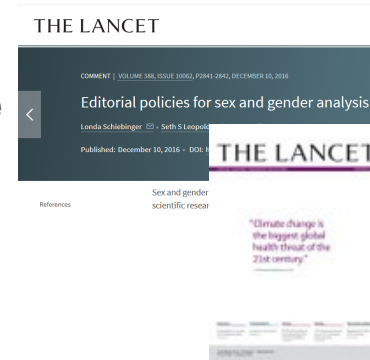 THE LANCET
COMMENT | VOLUME 388, ISSUE 10062, P2841-2842, DECEMBER 10, 2016
Editorial policies for sex and gender analysis
Londa Schiebinger • Seth S Leopold
Published: December 10, 2016 • DOI:
References
Sex and gender
scientific resear
THE LANCET
"Climate change is
the biggest global
health threat of the
21st century."